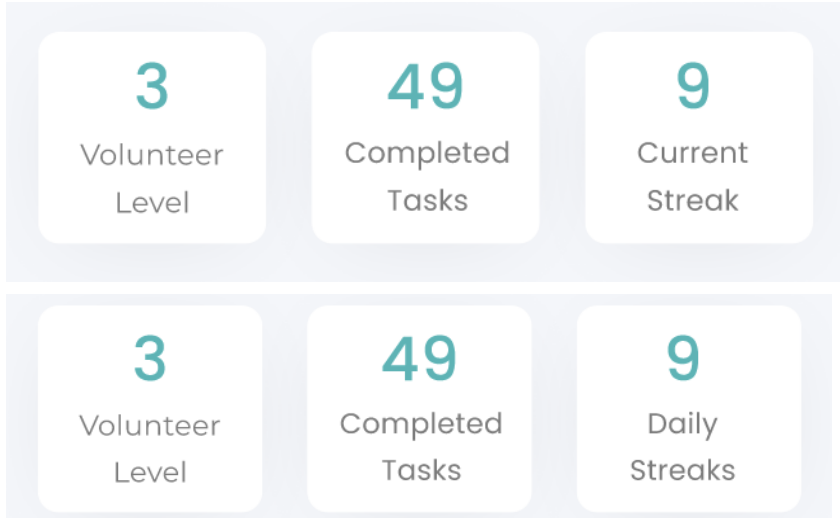 3 49 9
Volunteer Completed Current
Level Tasks Streak
3 49 9
Volunteer Completed Daily
Level Tasks Streaks